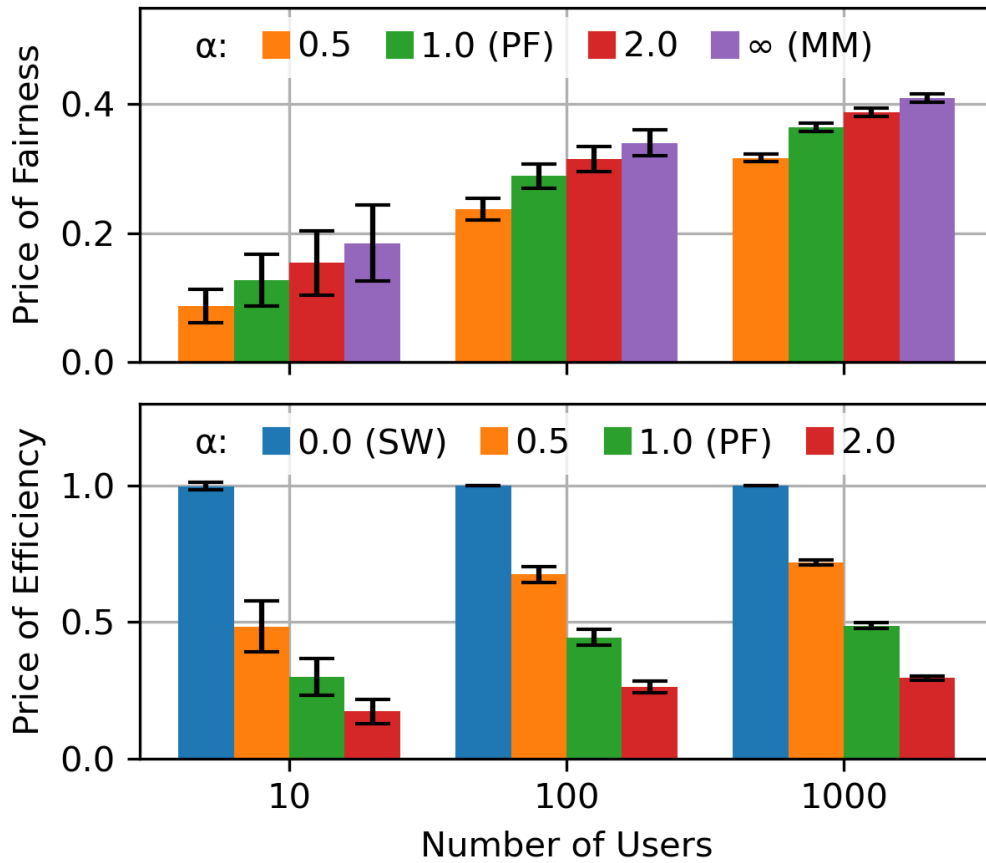 α: 0.5 1.0 (PF) 2.0 ∞ (MM)
Price of Fairness
0.4
0.2
0.0
α: 0.0 (SW) 0.5 1.0 (PF) 2.0
Price of Efficiency
1.0
0.5
0.0
10 100 1000
Number of Users